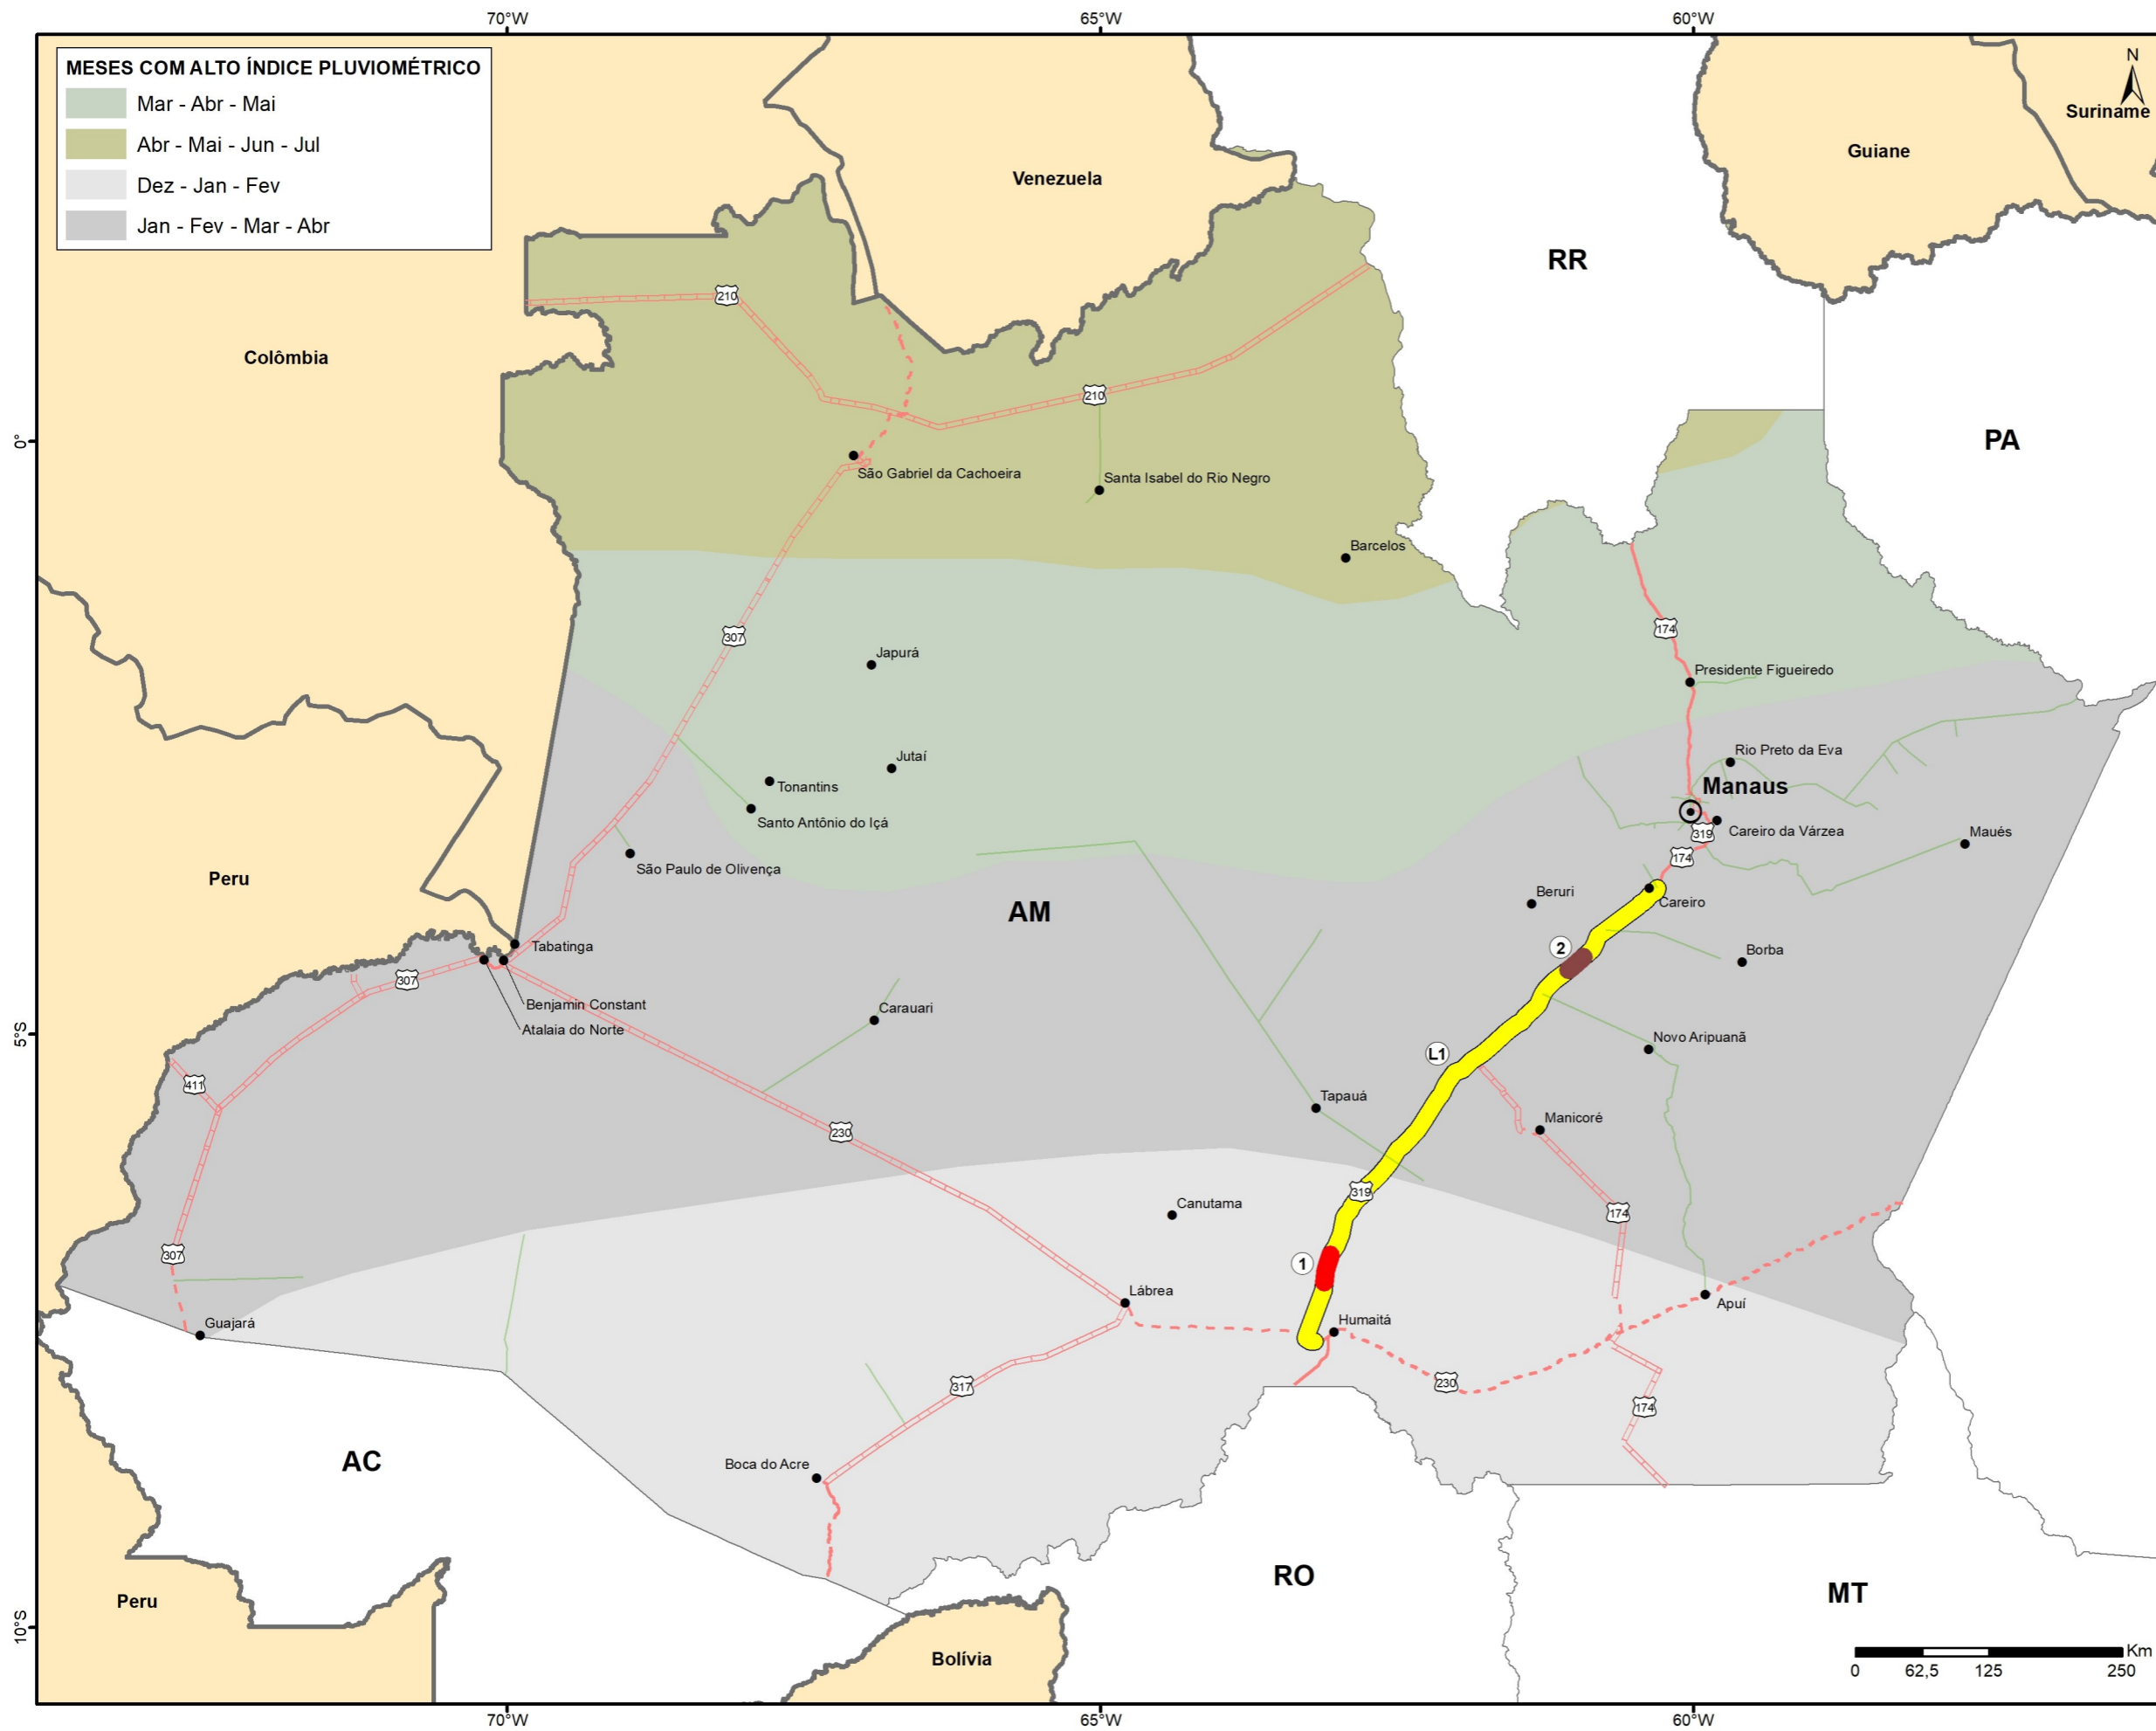 70°W
65°W
60°W
MESES COM ALTO ÍNDICE PLUVIOMÉTRICO
Mar - Abr - Mai
Abr - Mai - Jun - Jul
Dez - Jan - Fev
Jan - Fev - Mar - Abr
N
Suriname
Guiane
Venezuela
RR
210
Colômbia
210
0°
PA
São Gabriel da Cachoeira
Santa Isabel do Rio Negro
Barcelos
174
307
Japurá
Presidente Figueiredo
Rio Preto da Eva
Jutaí
Tonantins
Manaus
Santo Antônio do Içá
Careiro da Várzea
319
Maués
174
São Paulo de Olivença
Peru
Beruri
Careiro
AM
Tabatinga
2
Borba
307
Benjamin Constant
Carauari
Atalaia do Norte
5°S
Novo Aripuanã
L1
411
Tapauá
Manicoré
230
319
Canutama
174
307
1
Lábrea
Apuí
Guajará
Humaitá
230
317
174
AC
Boca do Acre
RO
MT
Peru
10°S
Bolívia
Km
0
62,5
125
250
70°W
65°W
60°W